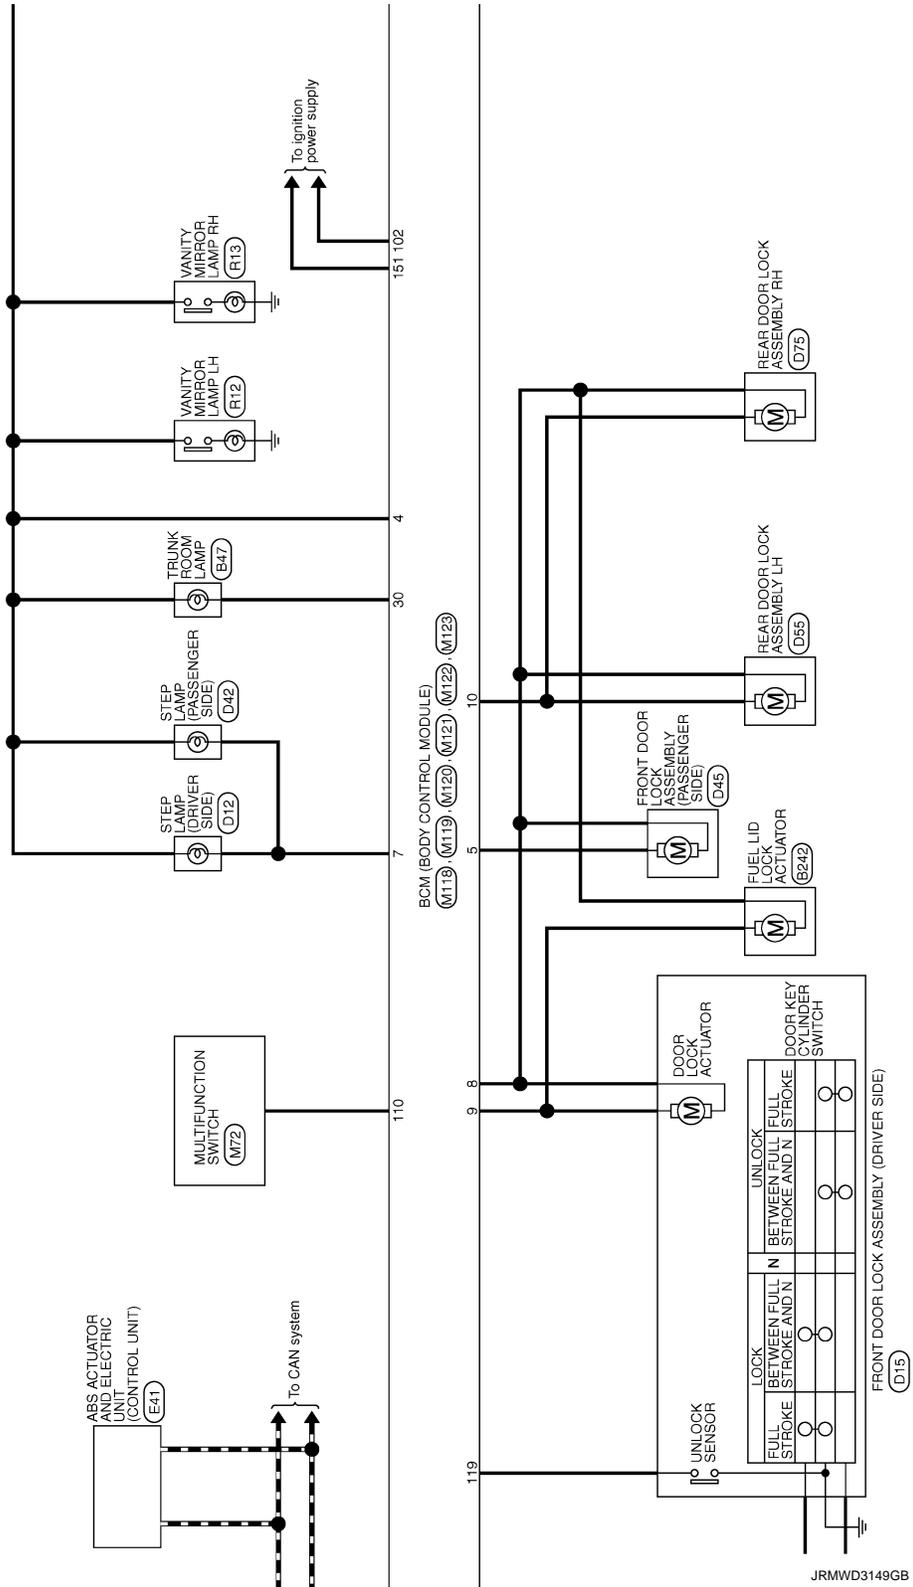 ABS ACTUATOR
AND ELECTRIC
UNIT
(CONTROL UNIT)
E41
To CAN system
MULTIFUNCTION
SWITCH
M72
110
STEP
LAMP
(DRIVER
SIDE)
D12
7
STEP
LAMP
(PASSENGER
SIDE)
D42
TRUNK
ROOM
LAMP
B47
30
4
VANITY
MIRROR
LAMP LH
R12
VANITY
MIRROR
LAMP RH
R13
151 102
To ignition
power supply
BCM (BODY CONTROL MODULE)
M118 , M119 , M120 , M121 , M122 , M123
119
9 8
5
10
UNLOCK
SENSOR
DOOR
LOCK
ACTUATOR
M
LOCK
N
UNLOCK
FULL
STROKE
BETWEEN FULL
STROKE AND N
BETWEEN FULL
STROKE AND N
FULL
STROKE
DOOR KEY
CYLINDER
SWITCH
FRONT DOOR LOCK ASSEMBLY (DRIVER SIDE)
D15
FUEL LID
LOCK
ACTUATOR
B242
M
FRONT DOOR
LOCK
ASSEMBLY
(PASSENGER
SIDE)
D45
M
REAR DOOR LOCK
ASSEMBLY LH
D55
M
REAR DOOR LOCK
ASSEMBLY RH
D75
M
JRMWD3149GB